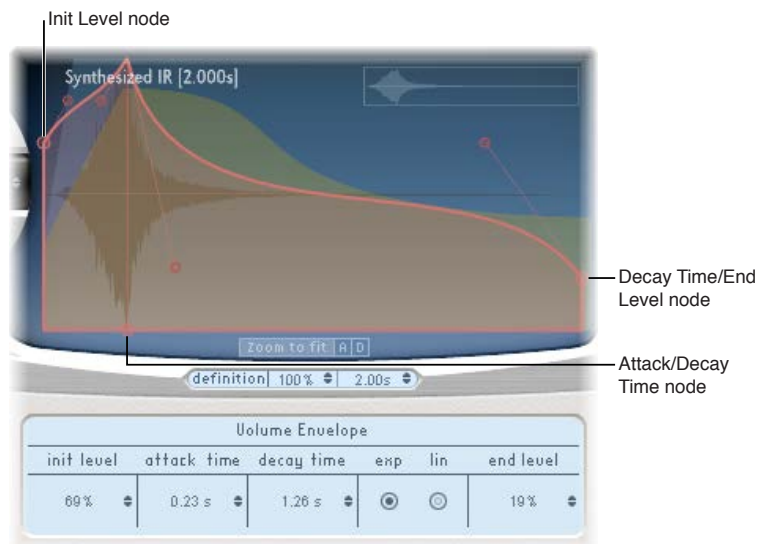 Init Level node
Synthesized IR [2.000s]
Decay Time/End
Level node
Zoom to fit A D
Attack/Decay
Time node
definition 100% 2.00s
Volume Envelope
init level attack time decay time exp lin end level
69% 0.23 s 1.26 s 19%